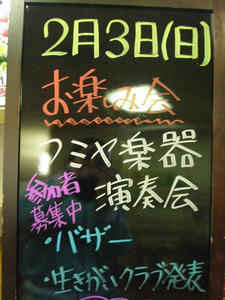 2月3日(日)
お楽しみ会
フミヤ楽器
演奏会
参加者
募集中
・バザー
・生きがいクラブ発表